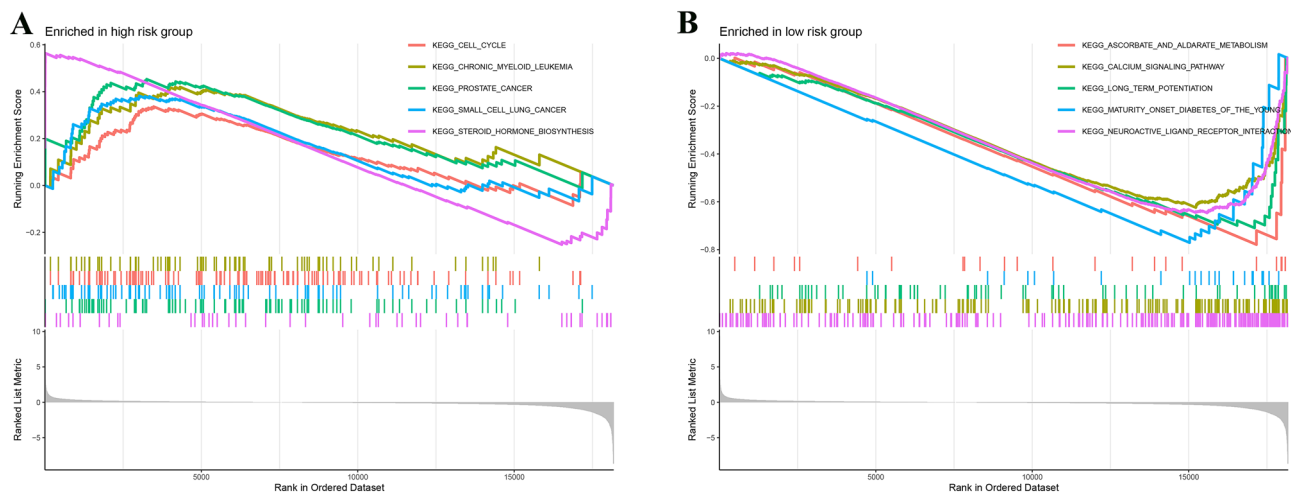 A
Enriched in high risk group
Running Enrichment Score
0.6
0.4
0.2
0.0
−0.2
KEGG_CELL_CYCLE
KEGG_CHRONIC_MYELOID_LEUKEMIA
KEGG_PROSTATE_CANCER
KEGG_SMALL_CELL_LUNG_CANCER
KEGG_STEROID_HORMONE_BIOSYNTHESIS
Ranked List Metric
10
5
0
−5
5000
10000
15000
Rank in Ordered Dataset
B
Enriched in low risk group
Running Enrichment Score
0.0
−0.2
−0.4
−0.6
−0.8
KEGG_ASCORBATE_AND_ALDARATE_METABOLISM
KEGG_CALCIUM_SIGNALING_PATHWAY
KEGG_LONG_TERM_POTENTIATION
KEGG_MATURITY_ONSET_DIABETES_OF_THE_YOUNG
KEGG_NEUROACTIVE_LIGAND_RECEPTOR_INTERACTION
Ranked List Metric
10
5
0
−5
5000
10000
15000
Rank in Ordered Dataset